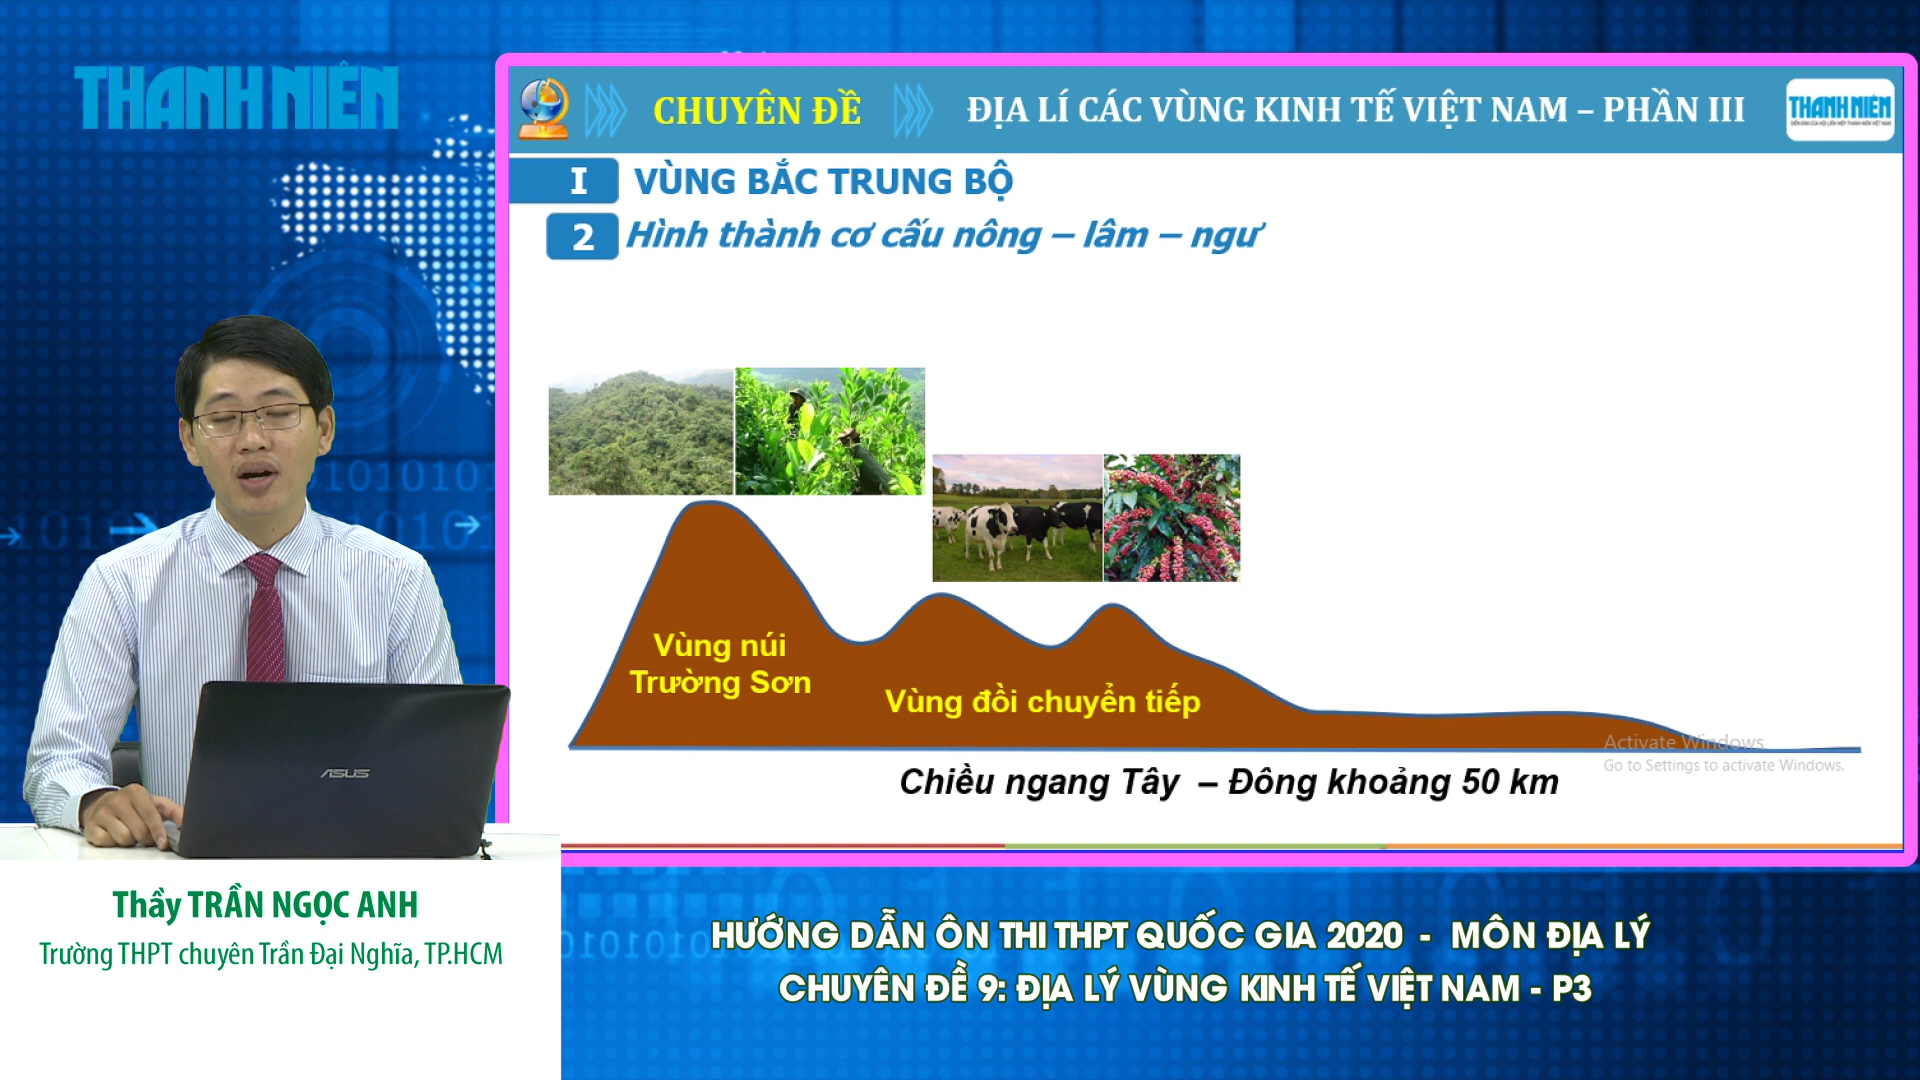 THANH NIÊN
CHUYÊN ĐỀ
ĐỊA LÍ CÁC VÙNG KINH TẾ VIỆT NAM – PHẦN III
THANH NIÊN
I
VÙNG BẮC TRUNG BỘ
2
Hình thành cơ cấu nông – lâm – ngư
Vùng núi
Trường Sơn
Vùng đồi chuyển tiếp
Activate Windows
Go to Settings to activate Windows.
Chiều ngang Tây – Đông khoảng 50 km
ASUS
Thầy TRẦN NGỌC ANH
Trường THPT chuyên Trần Đại Nghĩa, TP.HCM
HƯỚNG DẪN ÔN THI THPT QUỐC GIA 2020 - MÔN ĐỊA LÝ
CHUYÊN ĐỀ 9: ĐỊA LÝ VÙNG KINH TẾ VIỆT NAM - P3